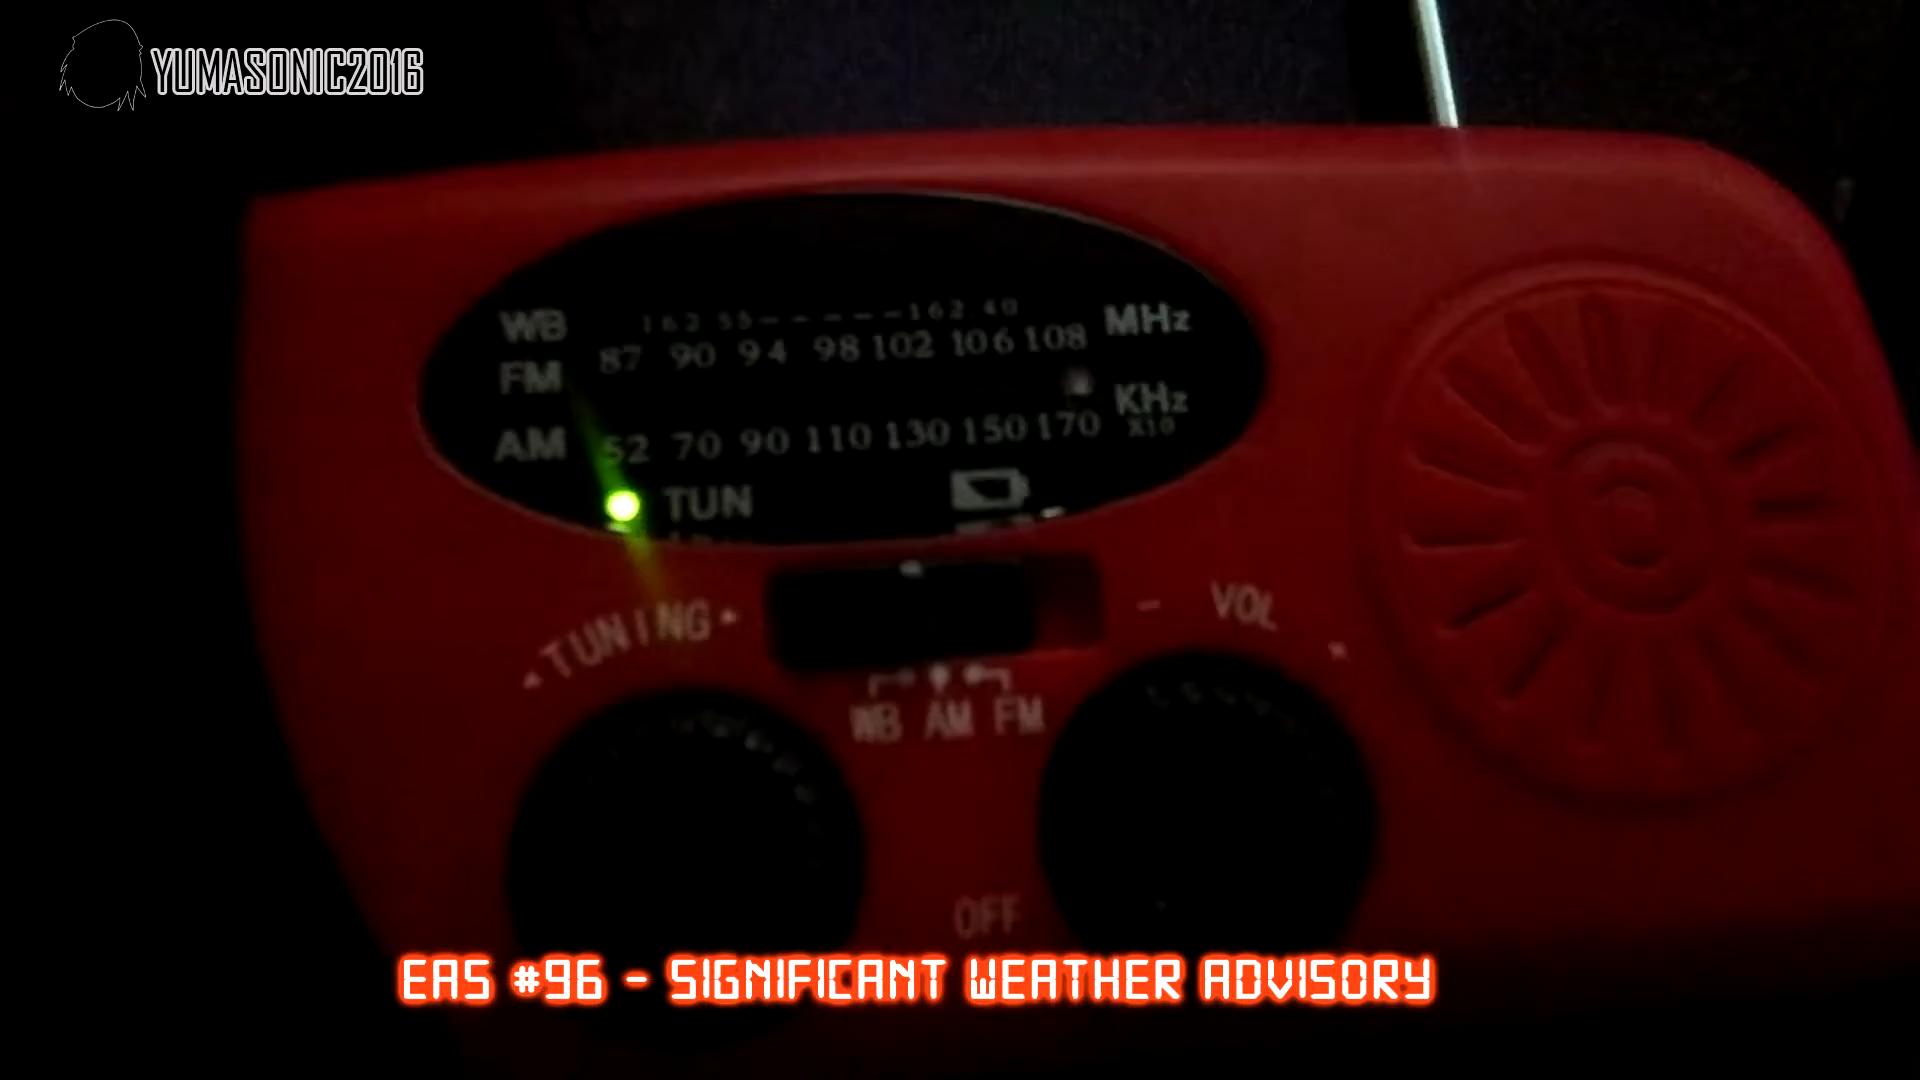 YUMASONIC2016
WB 162 55-----162.40 MHz
FM 87 90 94 98 102 106 108
KHz
AM 52 70 90 110 130 150 170 X10
TUN
TUNING
- VOL +
WB AM FM
OFF
EAS #96 - SIGNIFICANT WEATHER ADVISORY